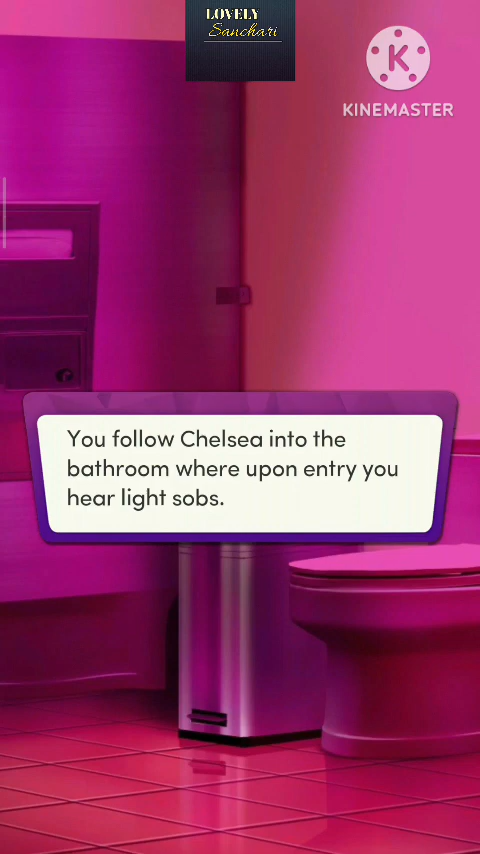 LOVELY
Sanchari
KINEMASTER
You follow Chelsea into the
bathroom where upon entry you
hear light sobs.